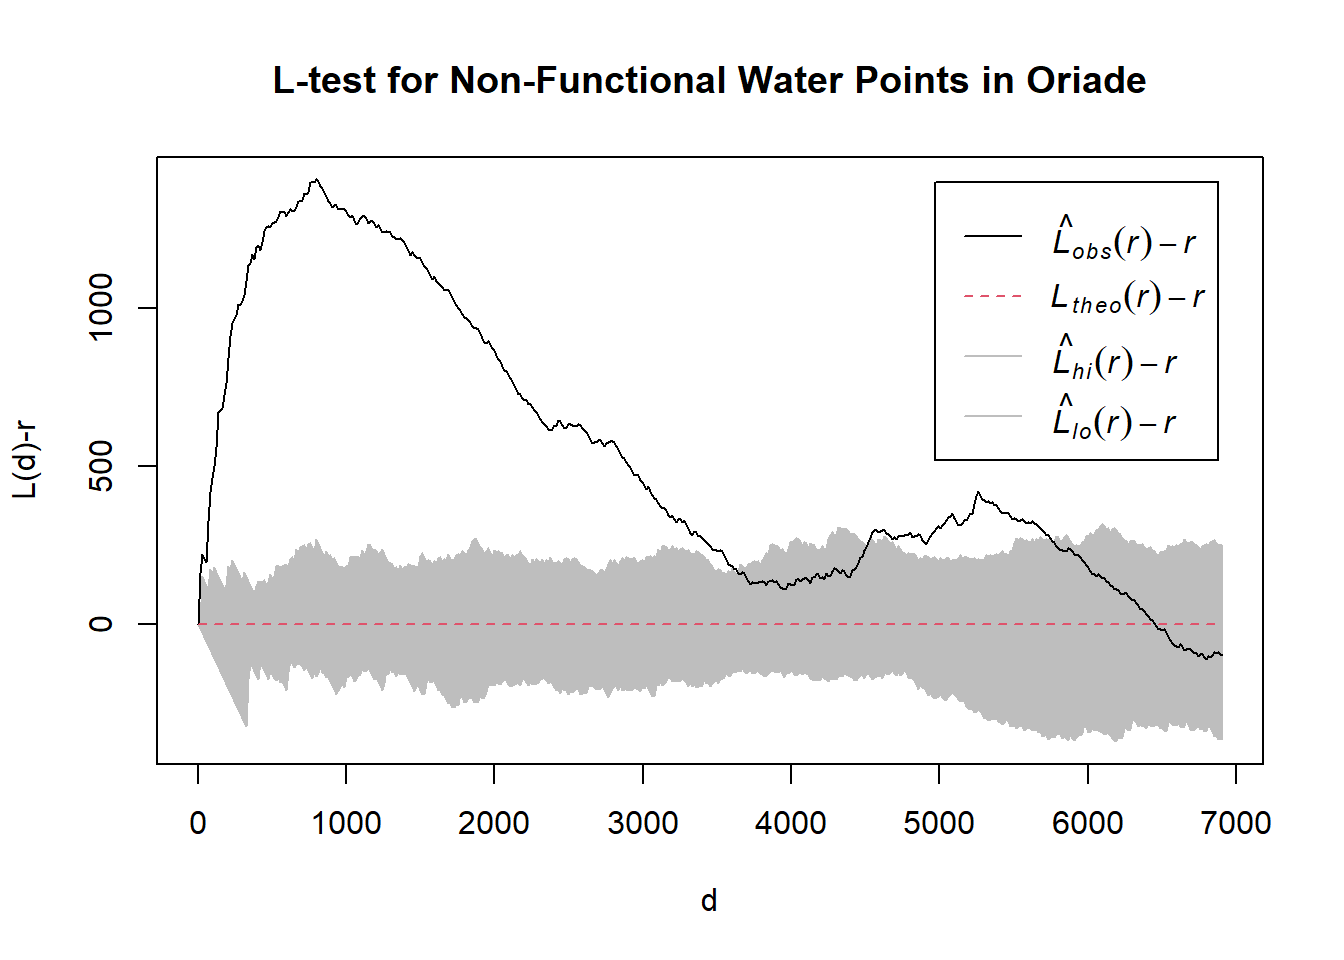 L-test for Non-Functional Water Points in Oriade
L̂obs(r) − r
Ltheo(r) − r
L̂hi(r) − r
L̂lo(r) − r
L(d)-r
1000
500
0
0 1000 2000 3000 4000 5000 6000 7000
d